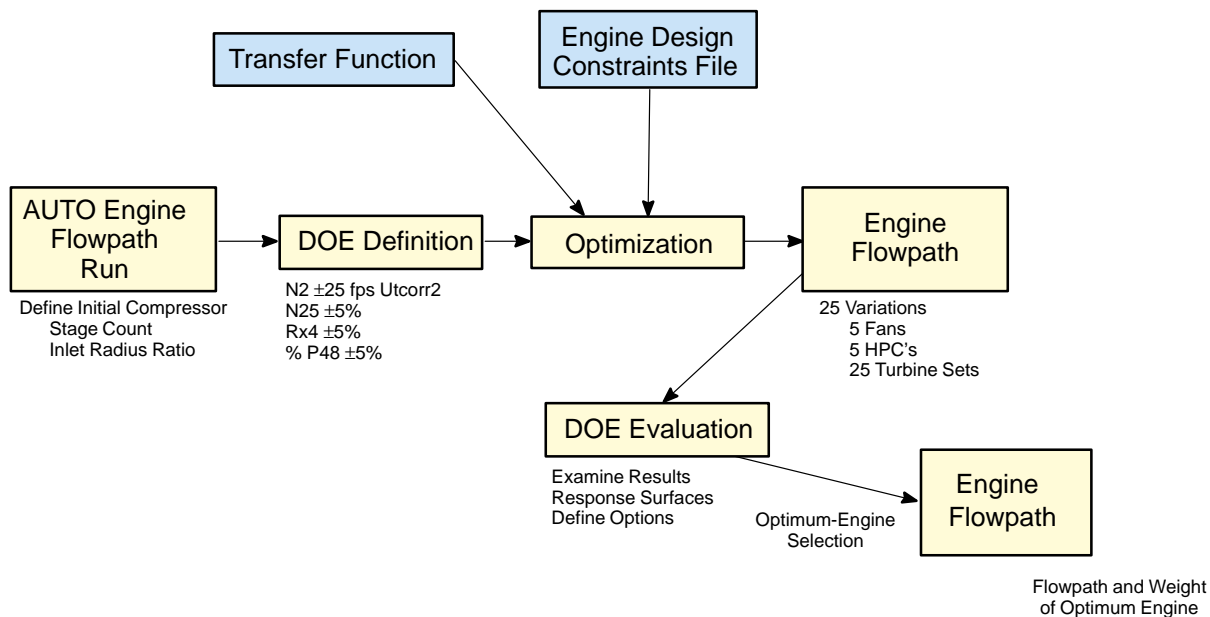 Transfer Function
Engine Design
Constraints File
AUTO Engine
Flowpath
Run
Define Initial Compressor
Stage Count
Inlet Radius Ratio
DOE Definition
N2 ±25 fps Utcorr2
N25 ±5%
Rx4 ±5%
% P48 ±5%
Optimization
Engine
Flowpath
25 Variations
5 Fans
5 HPC's
25 Turbine Sets
DOE Evaluation
Examine Results
Response Surfaces
Define Options
Optimum-Engine
Selection
Engine
Flowpath
Flowpath and Weight
of Optimum Engine